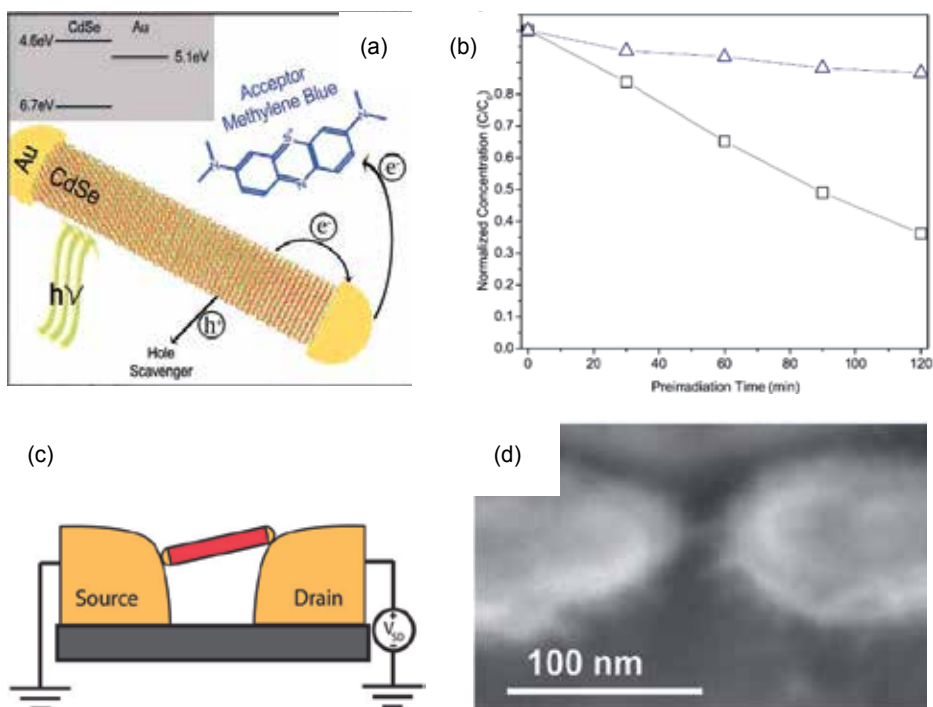 CdSe Au
4.6eV
5.1eV
6.7eV
(a)
Acceptor
Methylene Blue
N
S
N
N
Au
CdSe
e-
e-
hν
h+
Hole
Scavenger
(b)
Normalized Concentration (C/C0)
0.8
0.6
0.5
0.4
0.3
0.2
0.1
0.0
0 20 40 60 80 100 120
Preirradiation Time (min)
(c)
Source
Drain
+
VSD
-
(d)
100 nm